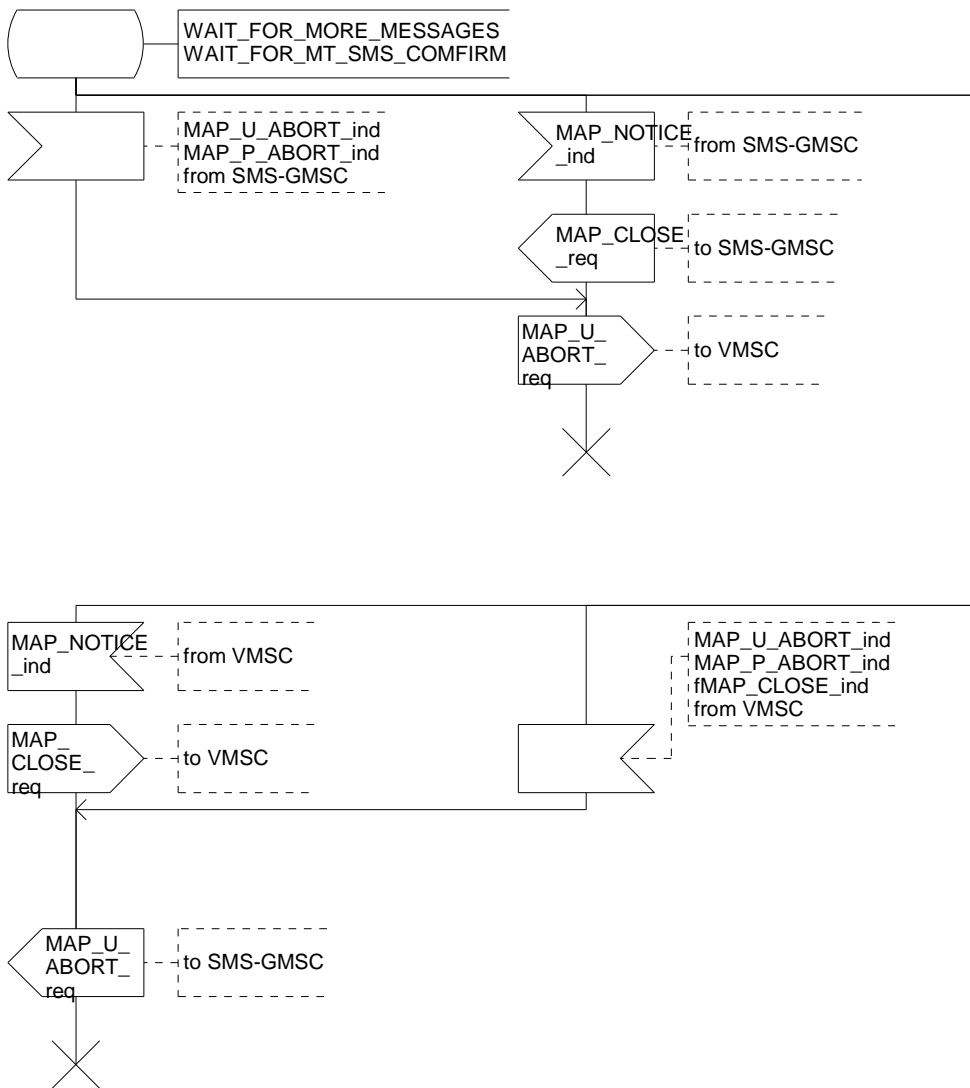 WAIT_FOR_MORE_MESSAGES
WAIT_FOR_MT_SMS_COMFIRM
MAP_U_ABORT_ind
MAP_P_ABORT_ind
from SMS-GMSC
MAP_NOTICE
_ind
from SMS-GMSC
MAP_CLOSE
_req
to SMS-GMSC
MAP_U_
ABORT_
req
to VMSC
MAP_NOTICE
_ind
from VMSC
MAP_U_ABORT_ind
MAP_P_ABORT_ind
fMAP_CLOSE_ind
from VMSC
MAP_
CLOSE_
req
to VMSC
MAP_U_
ABORT_
req
to SMS-GMSC